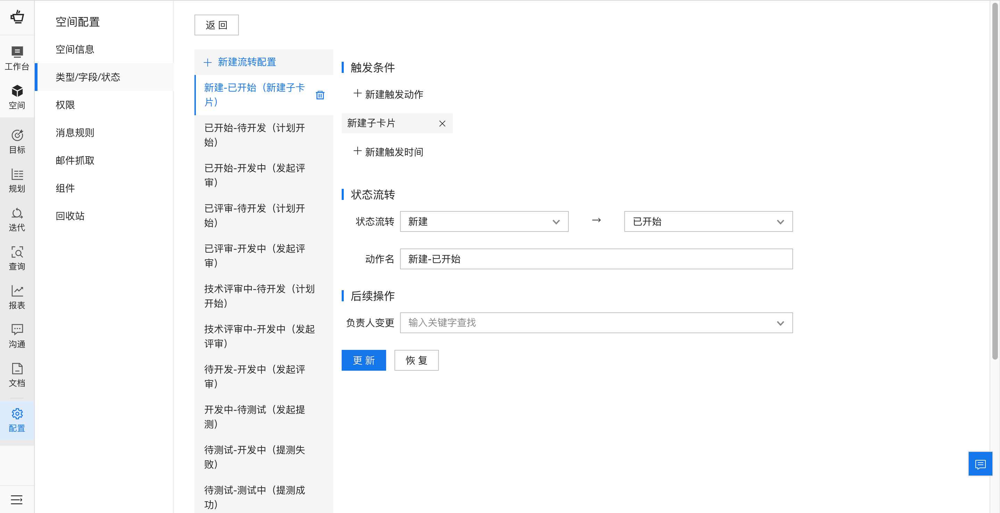 工作台
空间
目标
规划
迭代
查询
报表
沟通
文档
配置
空间配置
空间信息
类型/字段/状态
权限
消息规则
邮件抓取
组件
回收站
返 回
新建流转配置
新建-已开始（新建子卡
片）
已开始-待开发（计划开
始）
已开始-开发中（发起评
审）
已评审-待开发（计划开
始）
已评审-开发中（发起评
审）
技术评审中-待开发（计划
开始）
技术评审中-开发中（发起
评审）
待开发-开发中（发起评
审）
开发中-待测试（发起提
测）
待测试-开发中（提测失
败）
待测试-测试中（提测成
功）
触发条件
新建触发动作
新建子卡片
新建触发时间
状态流转
状态流转 新建 → 已开始
动作名 新建-已开始
后续操作
负责人变更 输入关键字查找
更 新 恢 复